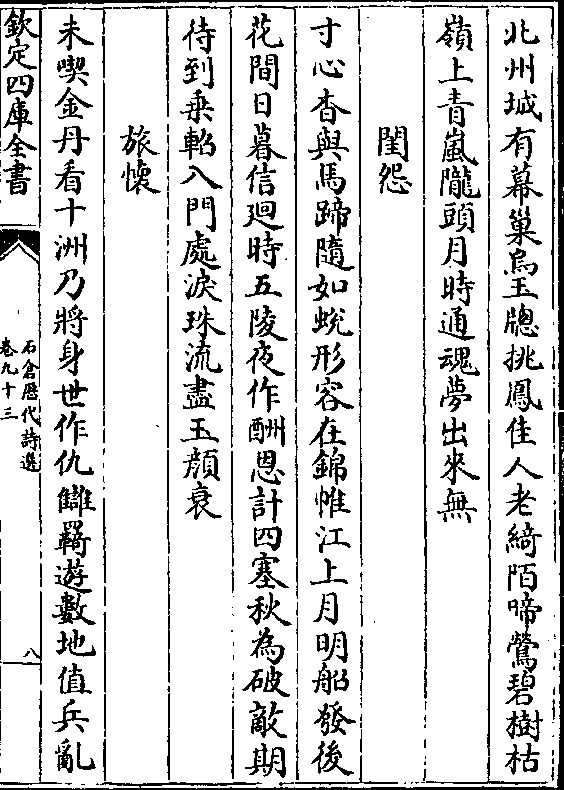 北州城有幕巢烏玉牕挑鳳佳人老綺陌啼鶯碧樹枯
嶺上青嵐隴頭月時通魂夢出來無
閨怨
寸心杳與馬蹄隨如蛻形容在錦帷江上月明船發後
花間日暮信廻時五陵夜作酬恩計四塞秋為破敵期
待到乗軺入門處淚珠流盡玉顔衰
旅懷
未喫金丹看十洲乃將身世作仇讎羇遊數地值兵亂
欽定四庫全書
石倉歴代詩選
卷九十三
八